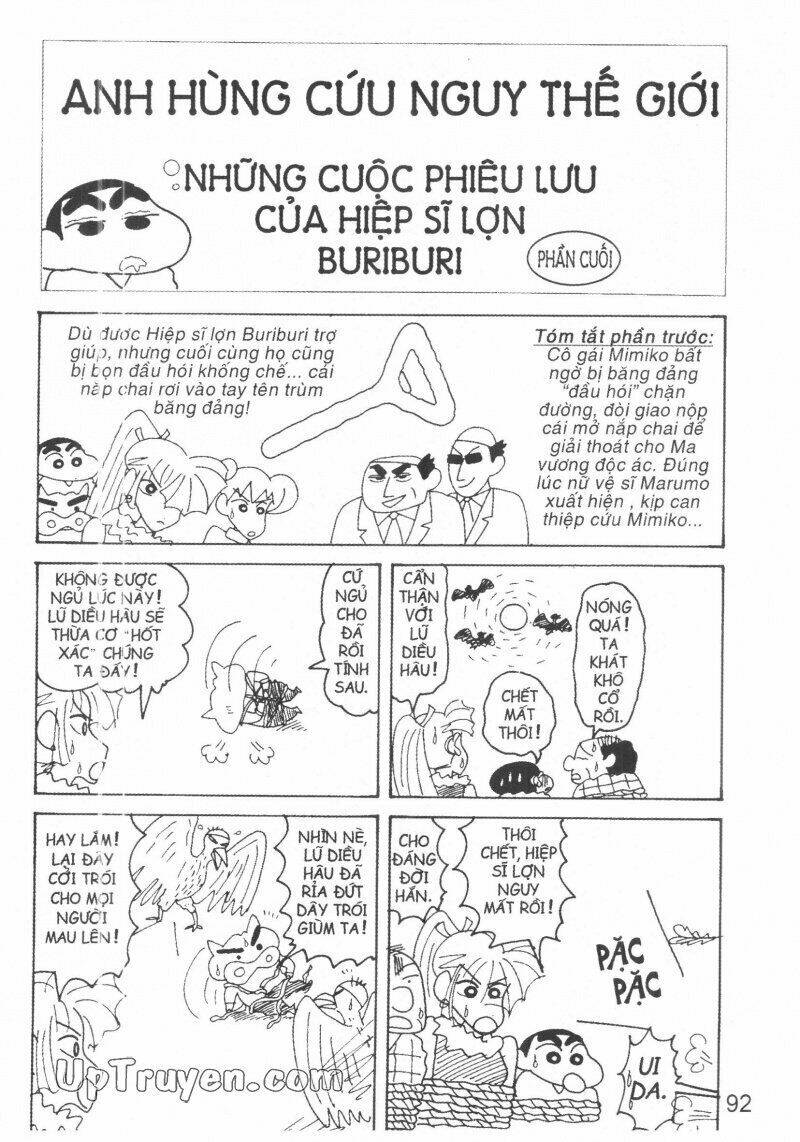 ANH HÙNG CỨU NGUY THẾ GIỚI
NHỮNG CUỘC PHIÊU LƯU
CỦA HIỆP SĨ LỢN
BURIBURI
PHẦN CUỐI
Tóm tắt phần trước:
Cô gái Mimiko bất
ngờ bị băng đảng
“đầu hói” chặn
đường, đòi giao nộp
cái mở nắp chai để
giải thoát cho Ma
vương độc ác. Đúng
lúc nữ vệ sĩ Marumo
xuất hiện , kịp can
thiệp cứu Mimiko...
Dù được Hiệp sĩ lợn Buriburi trợ
giúp, nhưng cuối cùng họ cũng
bị bọn đầu hói khống chế... cái
nắp chai rơi vào tay tên trùm
băng đảng!
NÓNG
QUÁ!
TA
KHÁT
KHÔ
CỔ
RỒI.
CHẾT
MẤT
THÔI!
CẨN
THẬN
VỚI
LŨ
DIỀU
HÂU!
CỨ
NGỦ
CHO
ĐÃ
RỒI
TÍNH
SAU.
KHÔNG ĐƯỢC
NGỦ LÚC NÀY!
LŨ DIỀU HÂU SẼ
THỪA CƠ “HỐT
XÁC” CHÚNG
TA ĐẤY!
THÔI
CHẾT, HIỆP
SĨ LỢN
NGUY
MẤT RỒI!
CHO
ĐÁNG
ĐỜI
HẮN.
PẶC
PẶC
UI
DA.
NHÌN NÈ,
LŨ DIỀU
HÂU ĐÃ
RỈA ĐỨT
DÂY TRÓI
GIÙM TA!
HAY LẮM!
LẠI ĐÂY
CỞI TRÓI
CHO MỌI
NGƯỜI
MAU LÊN!
UpTruyen.com
92